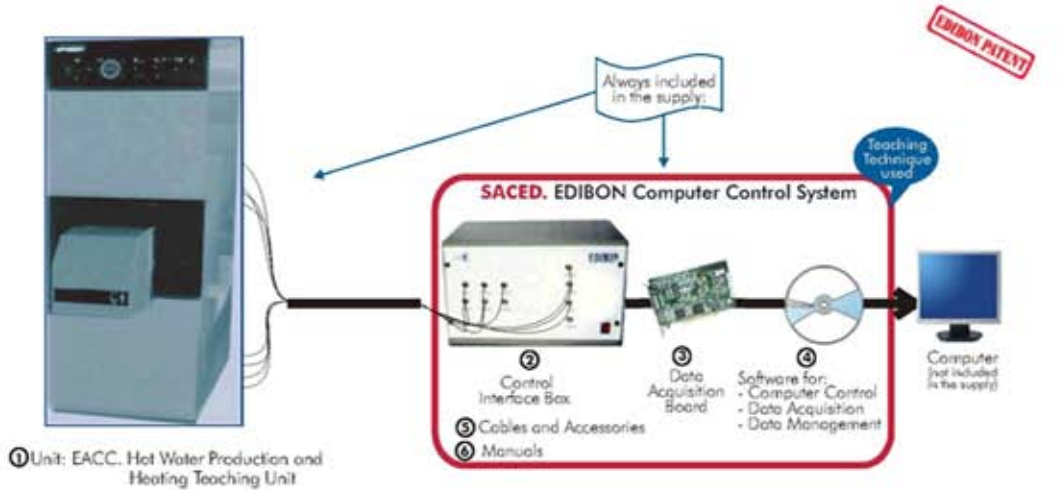 EDIBON PATENT
Always included
in the supply:
Teaching
Technique
used
SACED. EDIBON Computer Control System
EDIBON
② Control
Interface Box
③ Data
Acquisition
Board
④ Software for:
- Computer Control
- Data Acquisition
- Data Management
⑤ Cables and Accessories
⑥ Manuals
Computer
(not included
in the supply)
① Unit: EACC. Hot Water Production and
Heating Teaching Unit